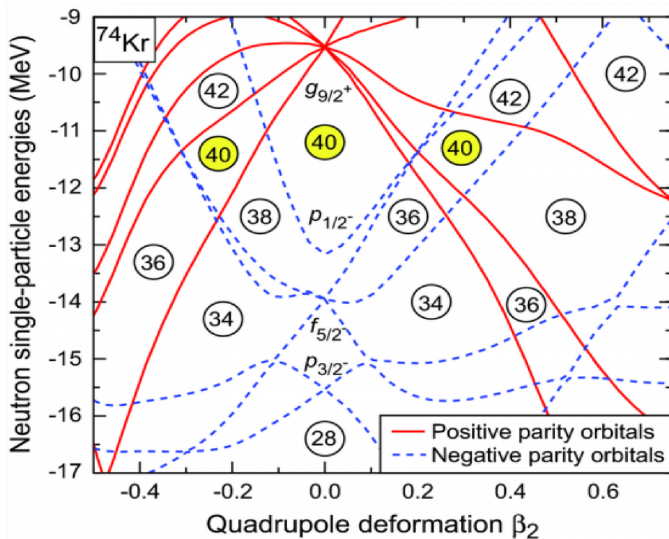 ⁷⁴Kr
Neutron single-particle energies (MeV)
-9
-10
-11
-12
-13
-14
-15
-16
-17
42
42
42
g9/2+
40
40
40
38
p1/2-
36
38
36
34
34
36
f5/2-
p3/2-
28
Positive parity orbitals
Negative parity orbitals
-0.4 -0.2 0.0 0.2 0.4 0.6
Quadrupole deformation β₂